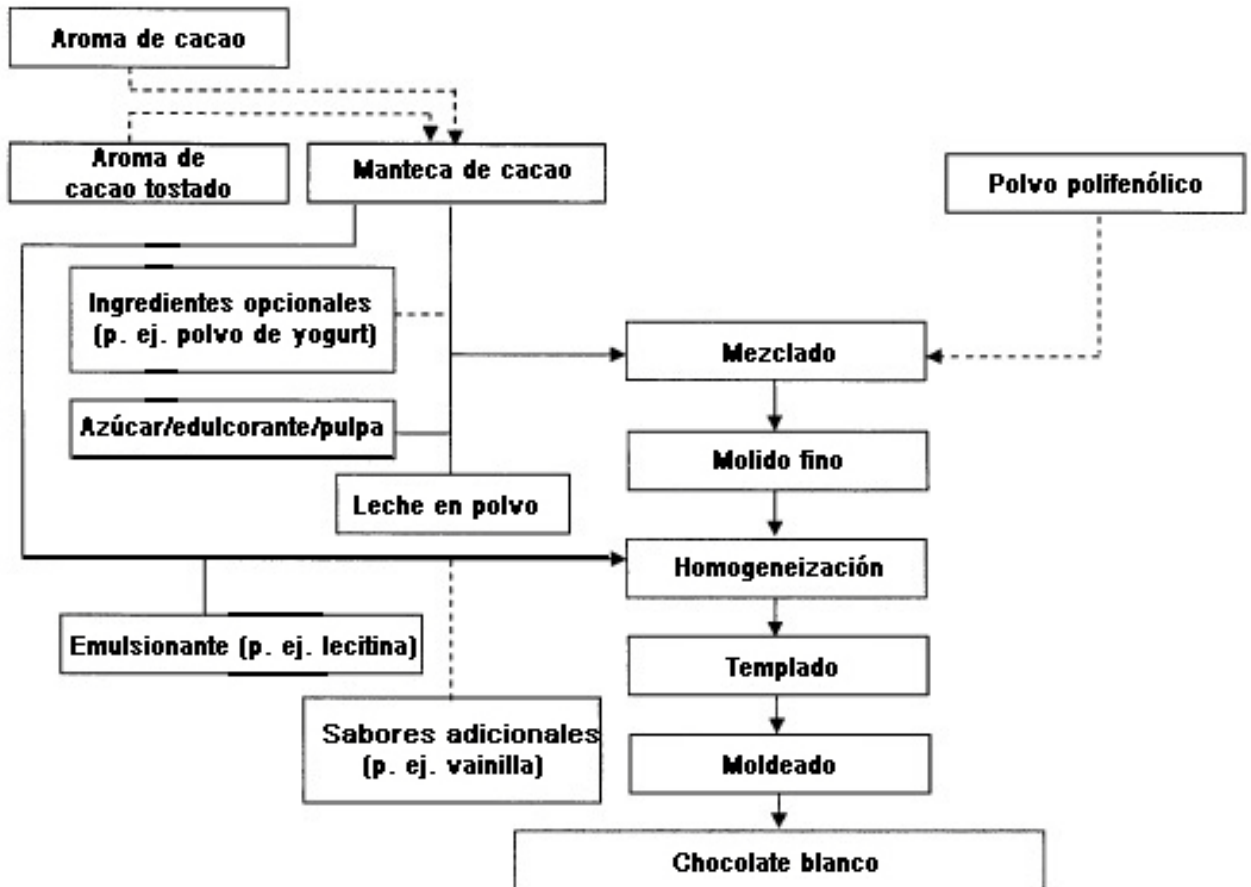 Aroma de cacao
Aroma de
cacao tostado
Manteca de cacao
Polvo polifenólico
Ingredientes opcionales
(p. ej. polvo de yogurt)
Mezclado
Azúcar/edulcorante/pulpa
Molido fino
Leche en polvo
Homogeneización
Emulsionante (p. ej. lecitina)
Templado
Sabores adicionales
(p. ej. vainilla)
Moldeado
Chocolate blanco